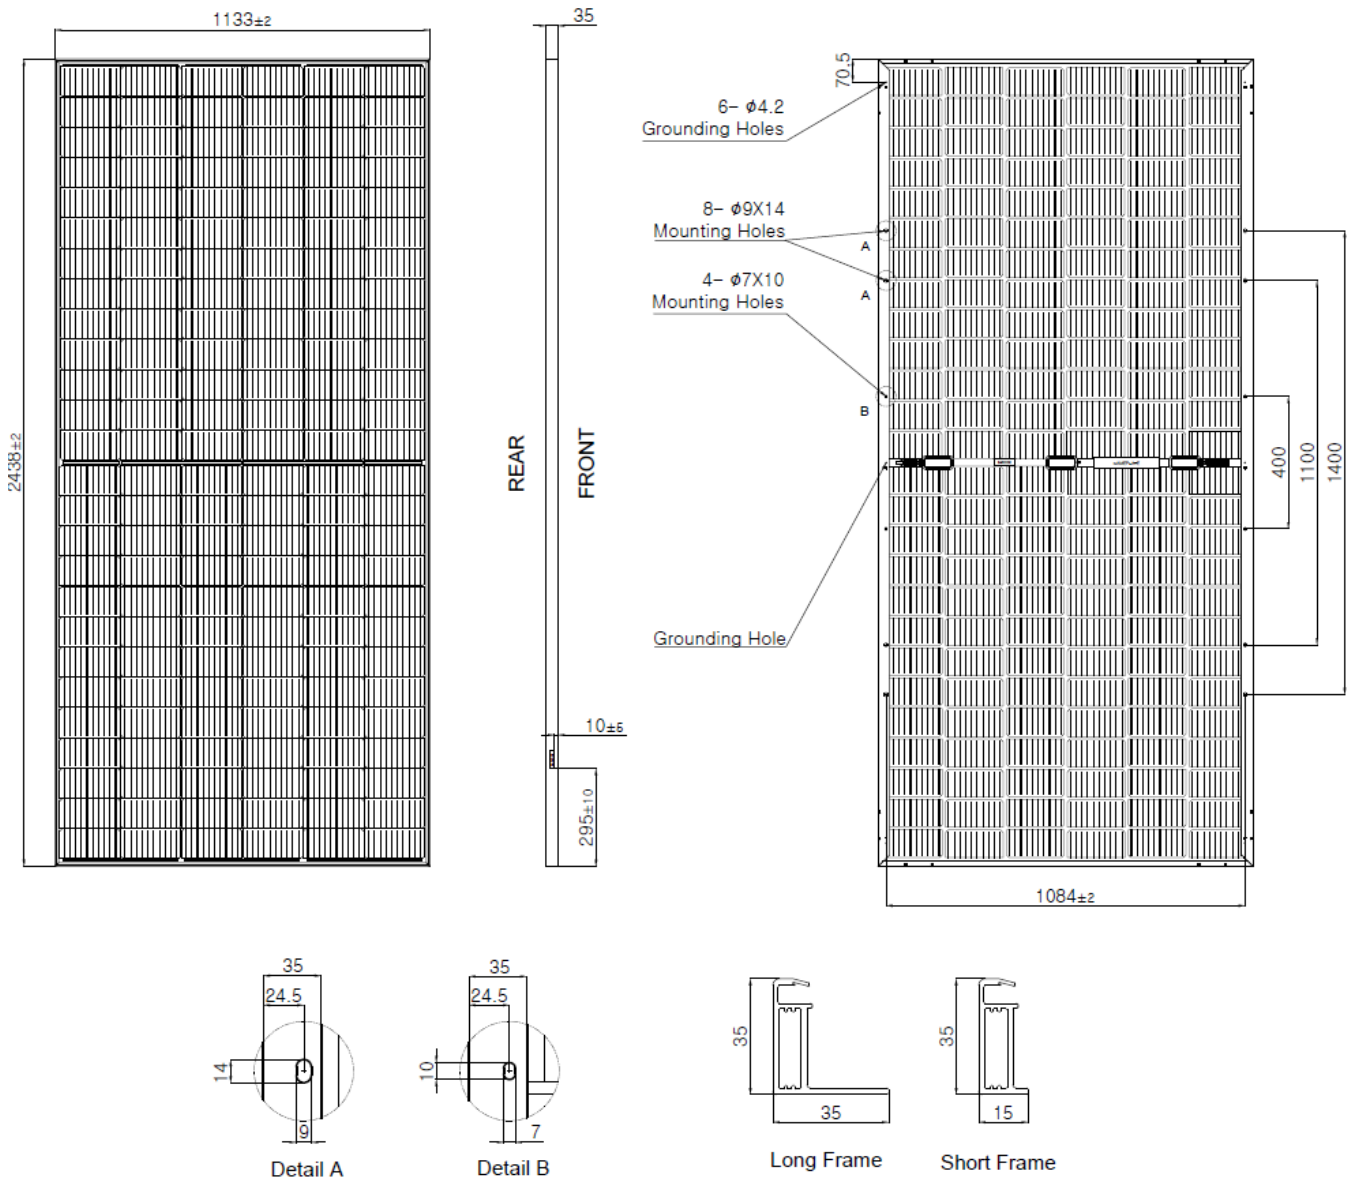 1133±2
35
70.5
6- ϕ4.2
Grounding Holes
8- ϕ9X14
Mounting Holes
A
4- ϕ7X10
Mounting Holes
A
B
2438±2
REAR
FRONT
400
1100
1400
Grounding Hole
10±5
295±10
1084±2
35
24.5
14
9
Detail A
35
24.5
10
7
Detail B
35
35
Long Frame
35
15
Short Frame